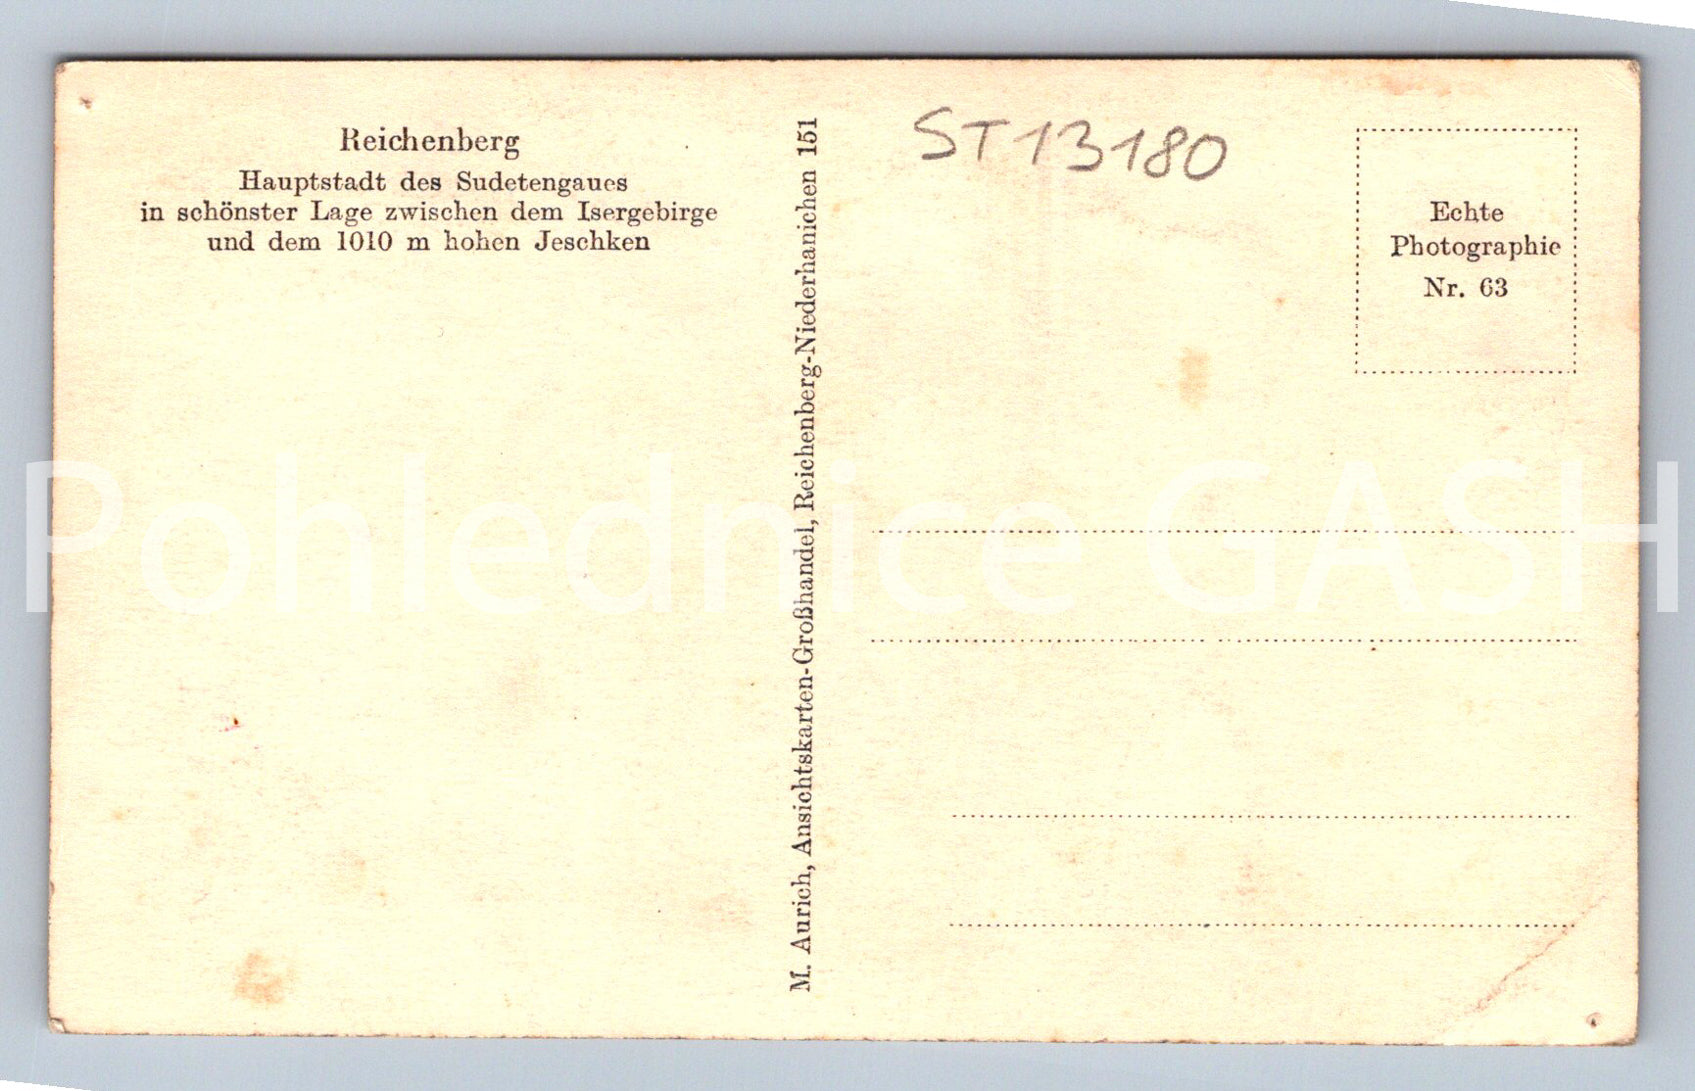 Reichenberg
Hauptstadt des Sudetengaues
in schönster Lage zwischen dem Isergebirge
und dem 1010 m hohen Jeschken
M. Aurich, Ansichtskarten-Großhandel, Reichenberg-Niederhanichen 151
ST13180
Echte
Photographie
Nr. 63
Pohlednice GASH